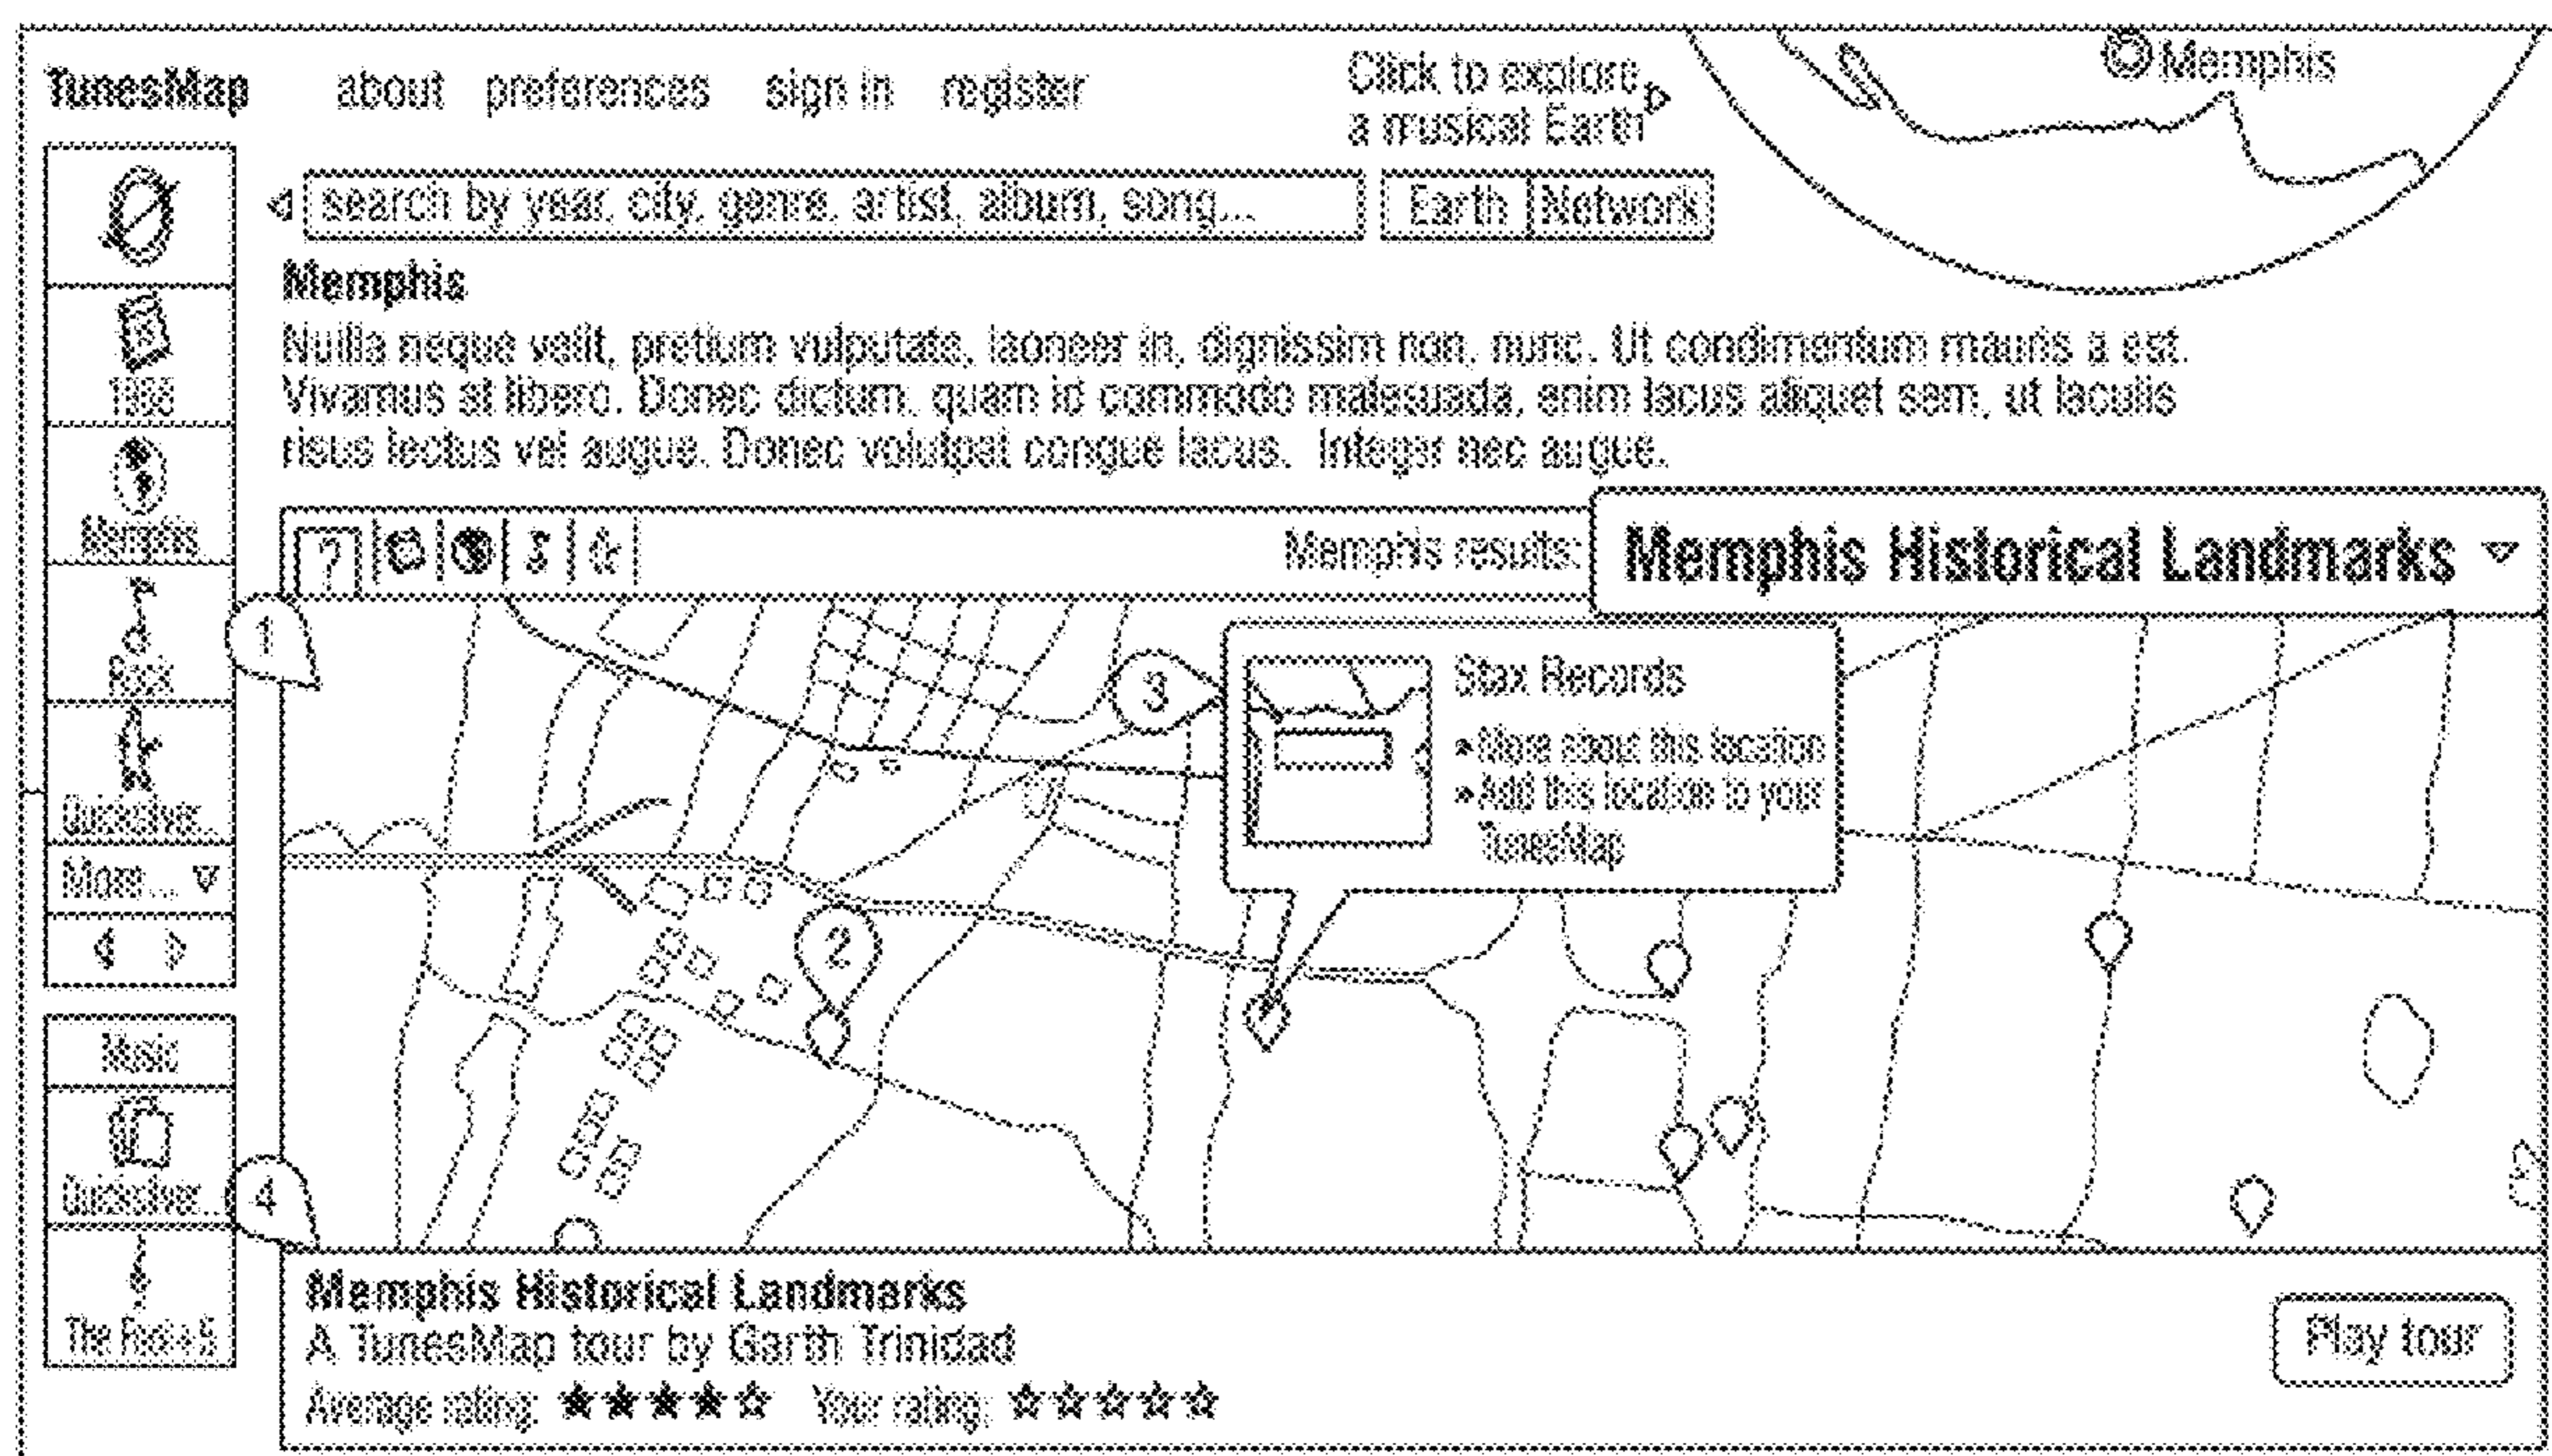 TunesMap about preferences sign in register
Click to explore
a musical Earth
© Memphis
search by year, city, genre, artist, album, song...
Earth Network
Memphis
Nuilla neque velit, pretium vulputate, laoneer in, dignissim non, nunc. Ut condimentum mauris a est.
Vivamus at libero. Donec dictum, quam id commodo malesuada, enim lacus aliquet sem, ut laculis
risus lectus vel augue. Donec volutpat congue lacus. Integer nec augue.
Memphis
Rock
Quicksilver...
More...
Music
Quicksilver...
?
Memphis results:
Memphis Historical Landmarks
1
3
Stax Records
» More about this location
» Add this location to your
TunesMap
2
4
Memphis Historical Landmarks
A TunesMap tour by Garth Trinidad
Average rating: ★★★★☆ Your rating: ☆☆☆☆☆
Play tour